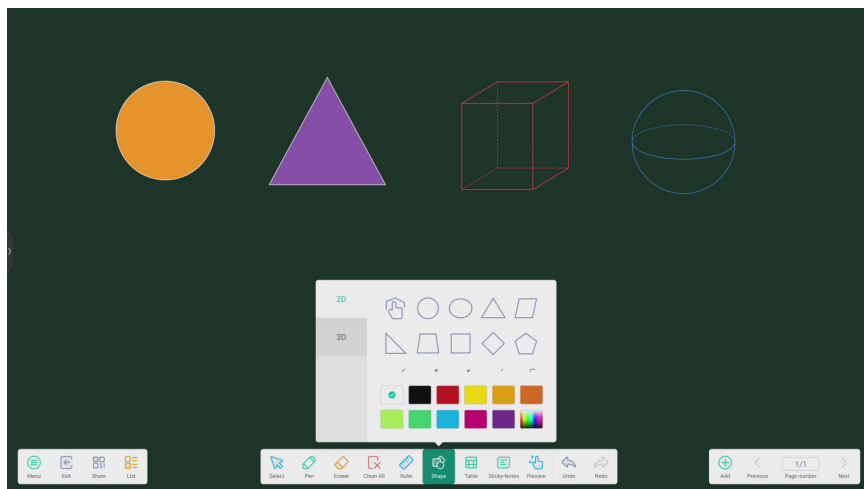 2D
3D
Menu
Exit
Share
List
Select
Pen
Eraser
Clean All
Ruler
Shape
Table
Sticky-Notes
Preview
Undo
Redo
Add
Previous
1/1
Page number
Next